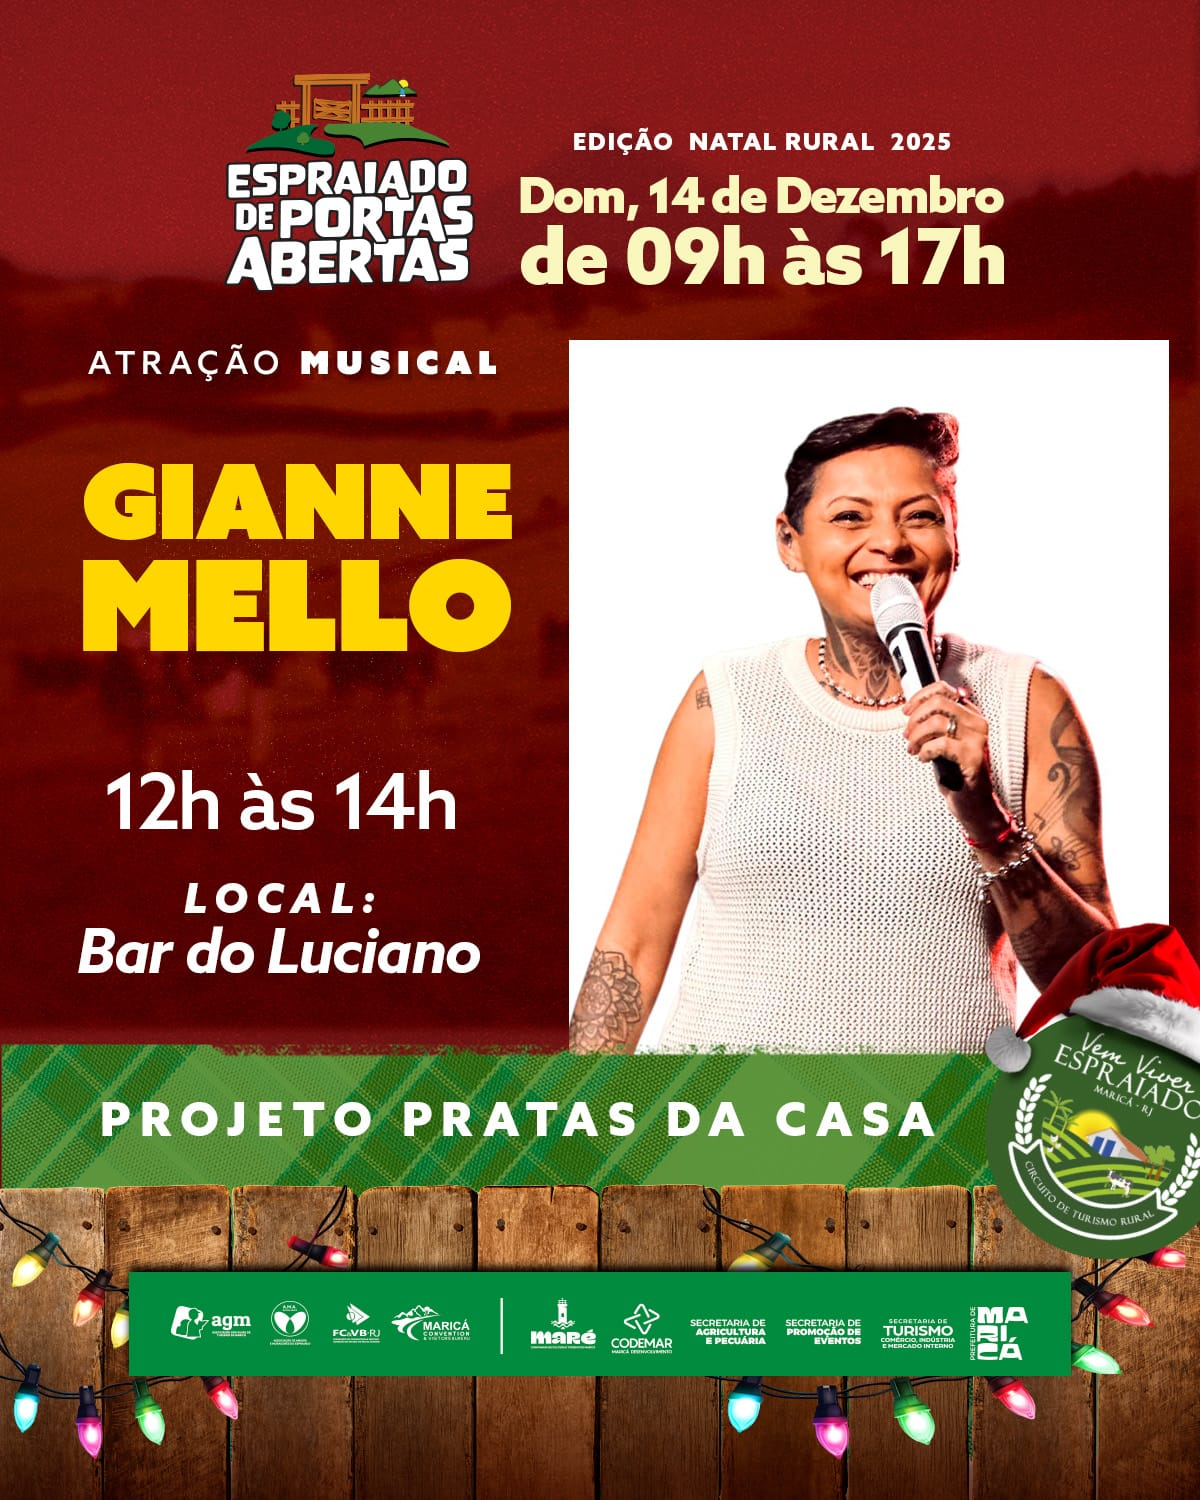 ESPRAIADO
DE PORTAS
ABERTAS
EDIÇÃO NATAL RURAL 2025
Dom, 14 de Dezembro
de 09h às 17h
ATRAÇÃO MUSICAL
GIANNE
MELLO
12h às 14h
LOCAL:
Bar do Luciano
PROJETO PRATAS DA CASA
Vem Viver
ESPRAIADO
MARICÁ - RJ
CIRCUITO DE TURISMO RURAL
agm
A.M.A.
FC&VB-RJ
MARICÁ
CONVENTION
& VISITORS BUREAU
maré
CODEMAR
MARICÁ DESENVOLVIMENTO
SECRETARIA DE
AGRICULTURA
E PECUÁRIA
SECRETARIA DE
PROMOÇÃO DE
EVENTOS
SECRETARIA DE
TURISMO
COMÉRCIO, INDÚSTRIA
E MERCADO INTERNO
PREFEITURA DE
MARICÁ